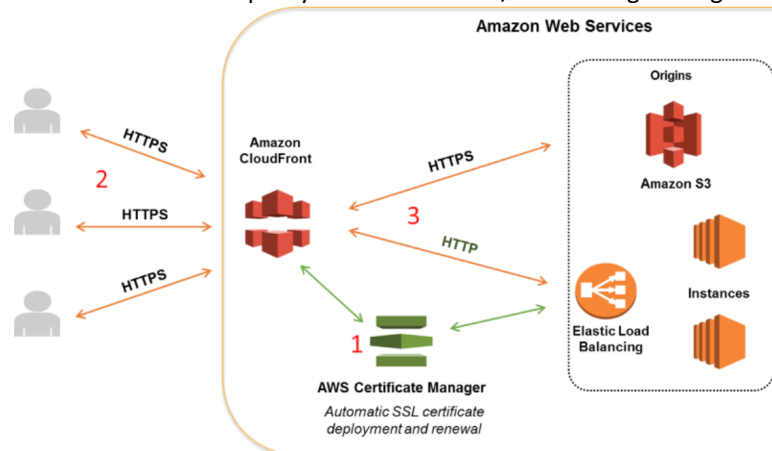 Amazon Web Services
Origins
HTTPS
Amazon
CloudFront
HTTPS
Amazon S3
2
HTTPS
3
HTTP
HTTPS
Instances
Elastic Load
Balancing
1
AWS Certificate Manager
Automatic SSL certificate
deployment and renewal